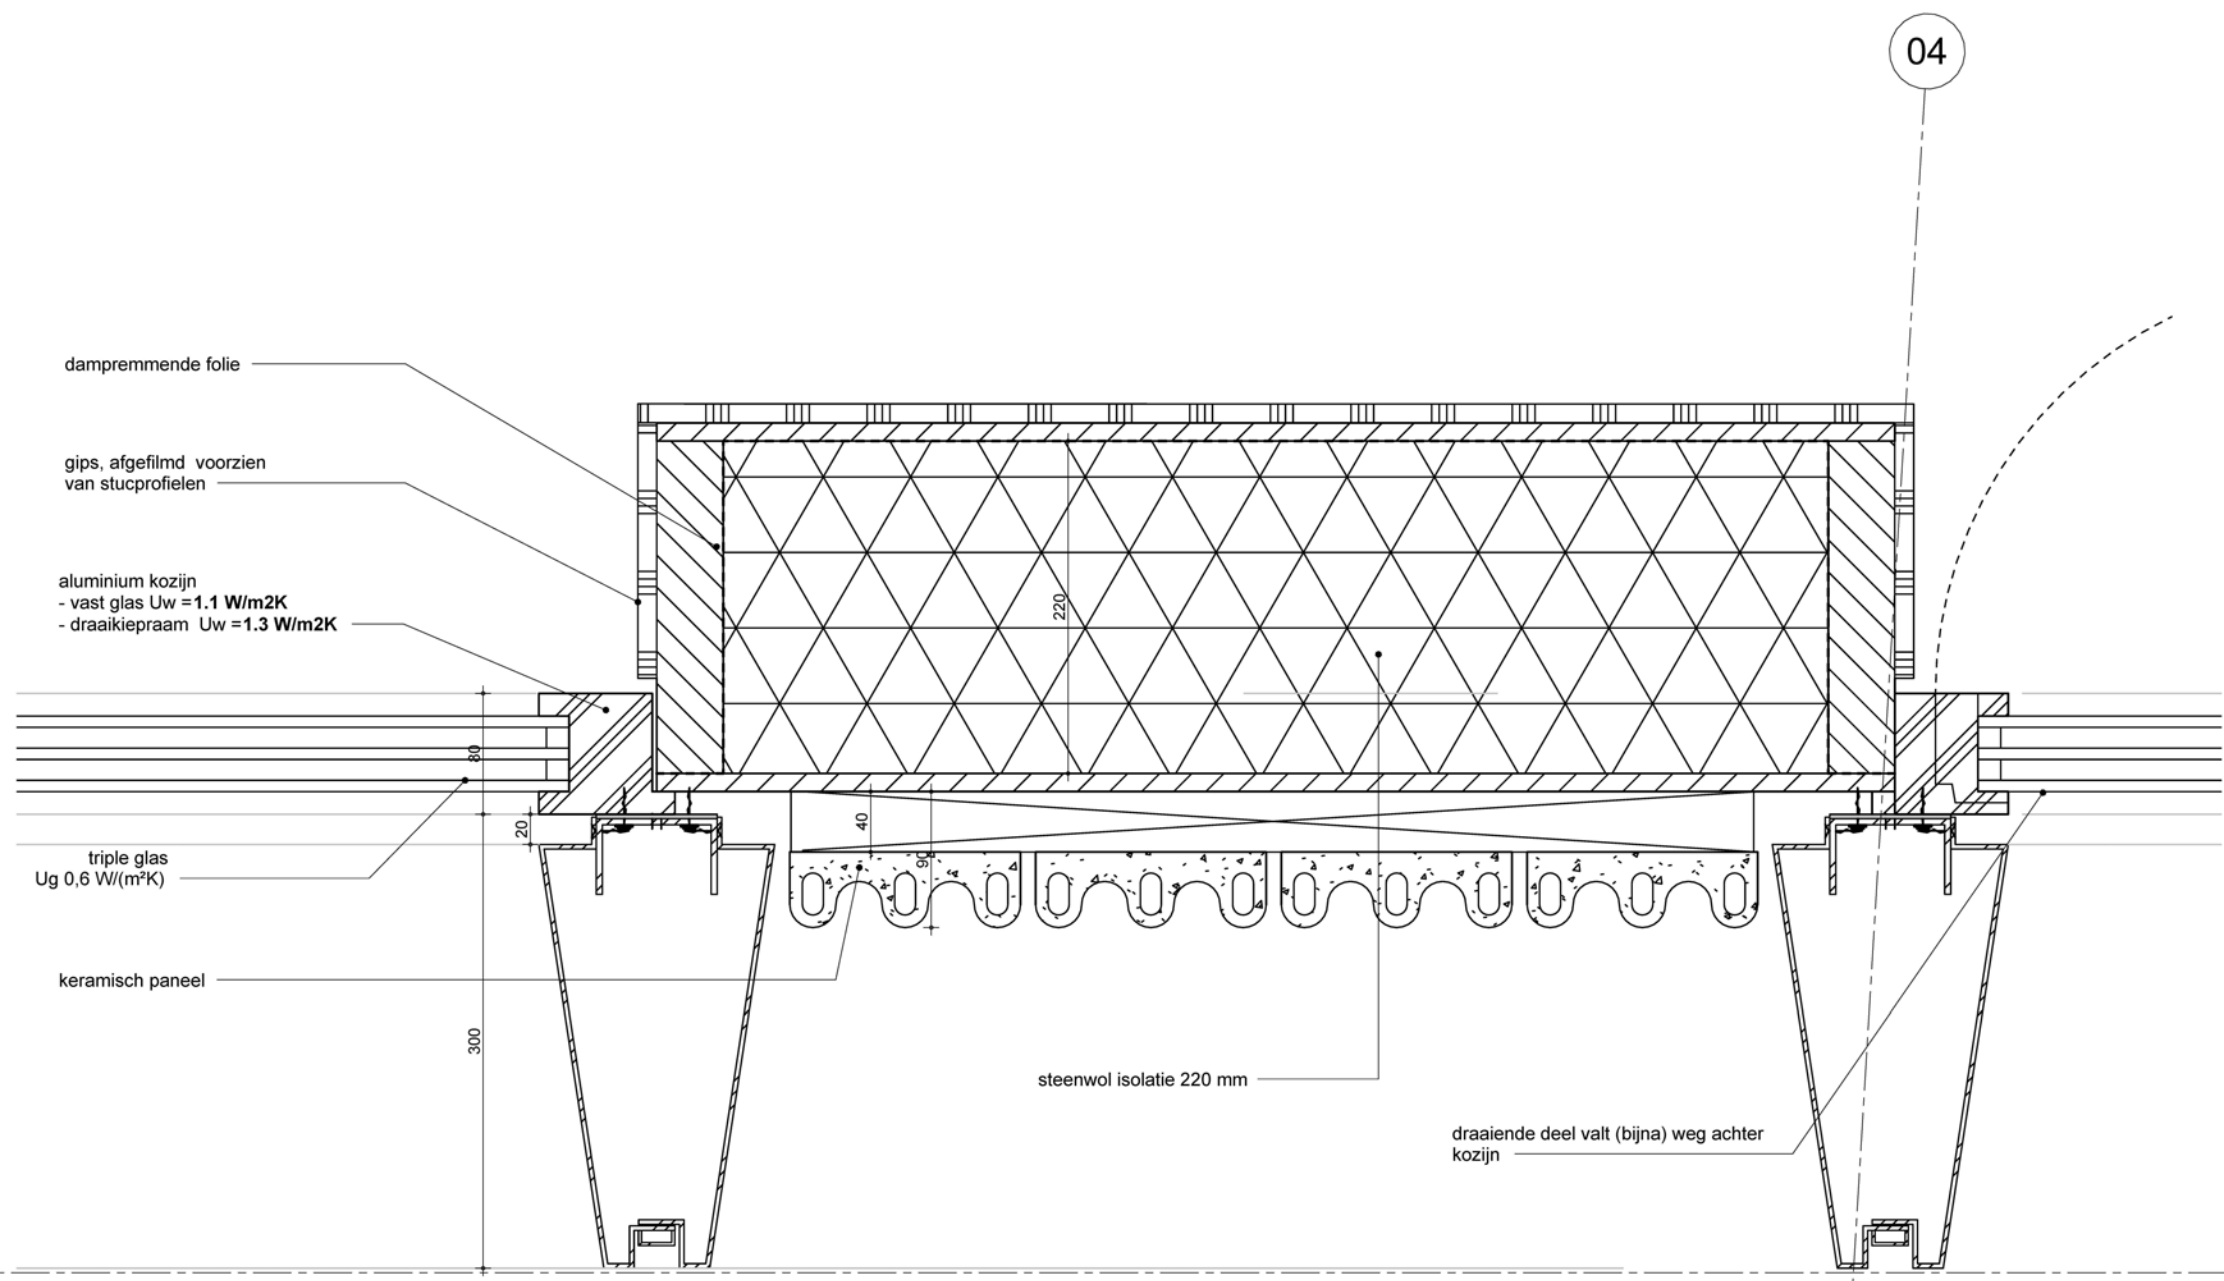 04
dampremmende folie
gips, afgefilmd voorzien
van stucprofielen
aluminium kozijn
- vast glas Uw =1.1 W/m2K
- draaikiepraam Uw =1.3 W/m2K
220
80
20
40
90
triple glas
Ug 0,6 W/(m²K)
keramisch paneel
300
steenwol isolatie 220 mm
draaiende deel valt (bijna) weg achter
kozijn